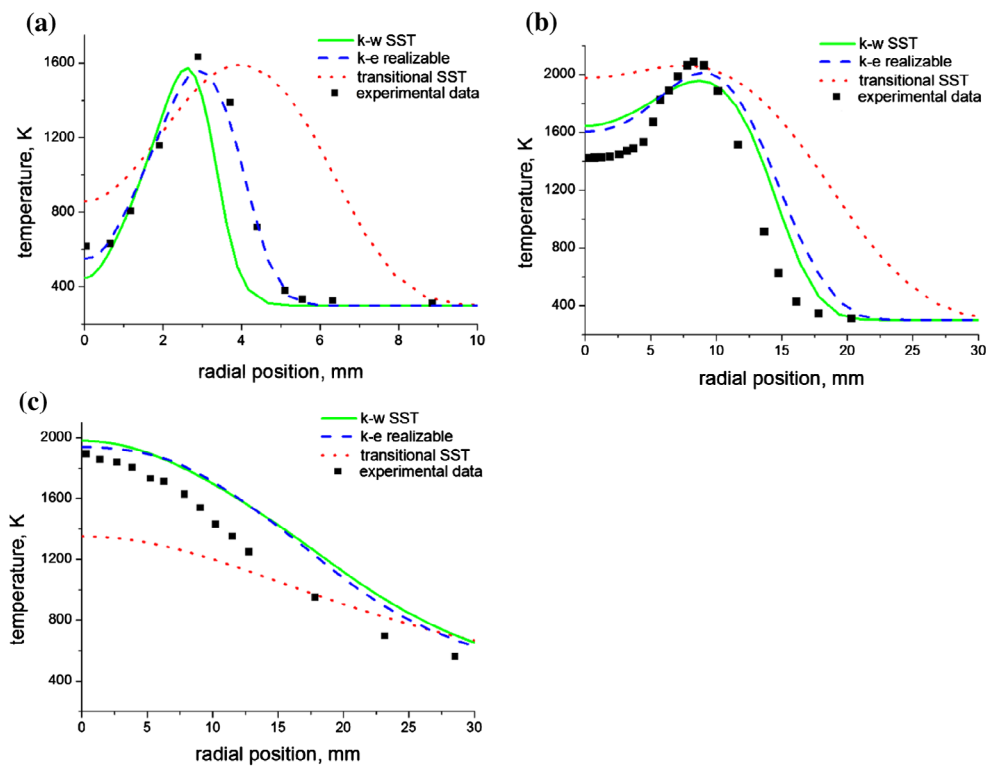 (a)
k-w SST
k-e realizable
transitional SST
experimental data
1600
1200
800
400
temperature, K
0 2 4 6 8 10
radial position, mm
(b)
k-w SST
k-e realizable
transitional SST
experimental data
2000
1600
1200
800
400
temperature, K
0 5 10 15 20 25 30
radial position, mm
(c)
k-w SST
k-e realizable
transitional SST
experimental data
2000
1600
1200
800
400
temperature, K
0 5 10 15 20 25 30
radial position, mm